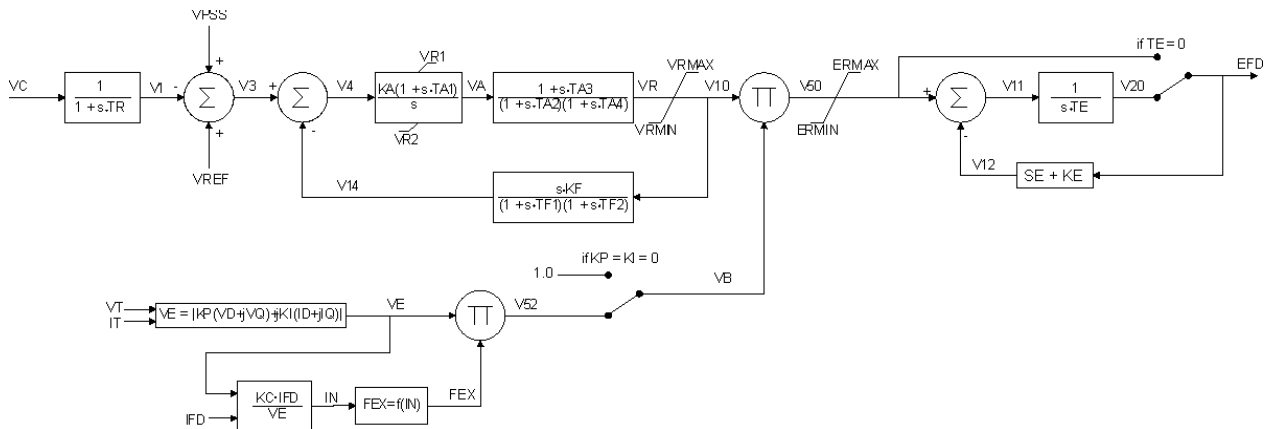 VPSS
VC
1
1 + s.TR
V1
-
+
Σ
+
VREF
V3
+
Σ
-
V4
VR1
KA(1 + s.TA1)
s
VR2
VA
1 + s.TA3
(1 + s.TA2)(1 + s.TA4)
VR
VRMAX
VRMIN
V10
V50
ERMAX
ERMIN
if TE = 0
+
Σ
-
V11
1
s.TE
V20
EFD
V12
SE + KE
V14
s.KF
(1 + s.TF1)(1 + s.TF2)
if KP = KI = 0
1.0
VB
VT
IT
VE = |KP(VD+jVQ)+jKI(ID+jIQ)|
VE
V52
KC.IFD
VE
IFD
IN
FEX=f(IN)
FEX